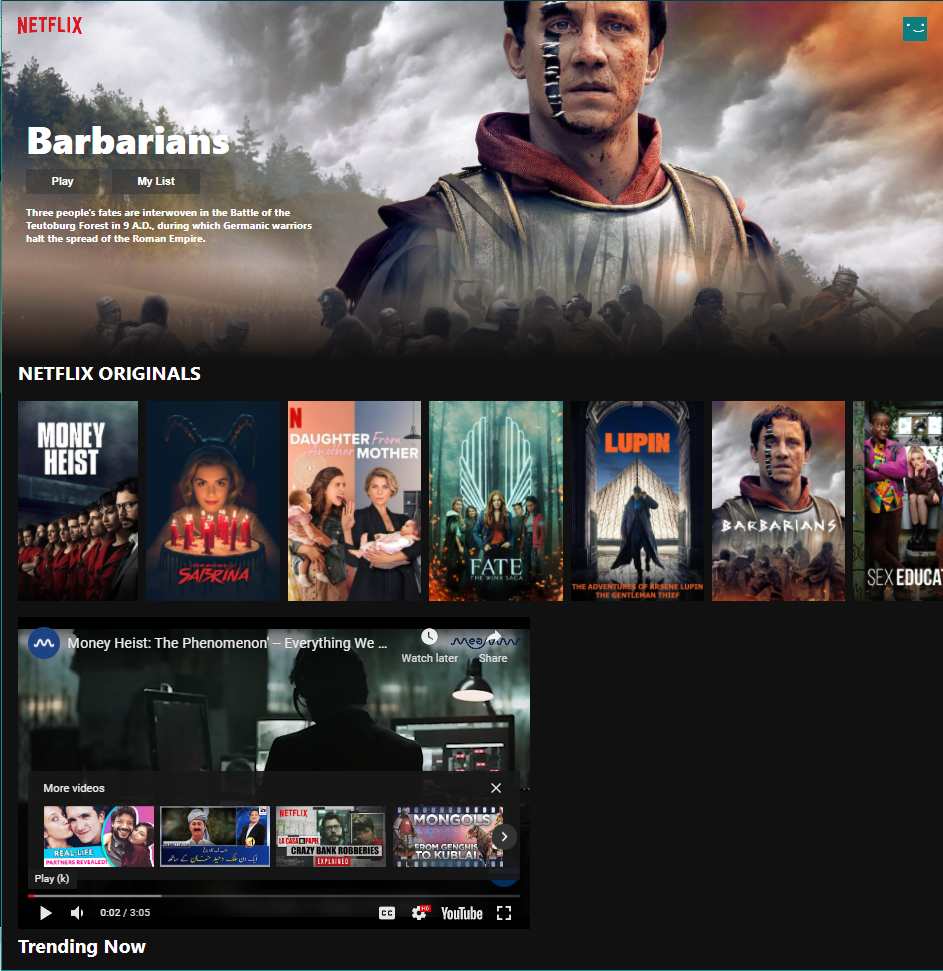 NETFLIX
Barbarians
Play
My List
Three people's fates are interwoven in the Battle of the
Teutoburg Forest in 9 A.D., during which Germanic warriors
halt the spread of the Roman Empire.
NETFLIX ORIGINALS
MONEY
HEIST
SABRINA
N
DAUGHTER From
Another MOTHER
FATE
THE WINX SAGA
LUPIN
THE ADVENTURES OF ARSENE LUPIN
THE GENTLEMAN THIEF
BARBARIANS
SEX EDUCA
Money Heist: The Phenomenon' – Everything We ...
Watch later
Share
More videos
REAL-LIFE
PARTNERS REVEALED!
NETFLIX
LA CASA DE PAPEL
CRAZY BANK ROBBERIES
EXPLAINED
MONGOLS
FROM GENGHIS
TO KUBLAI
Play (k)
0:02 / 3:05
CC
HD
YouTube
Trending Now